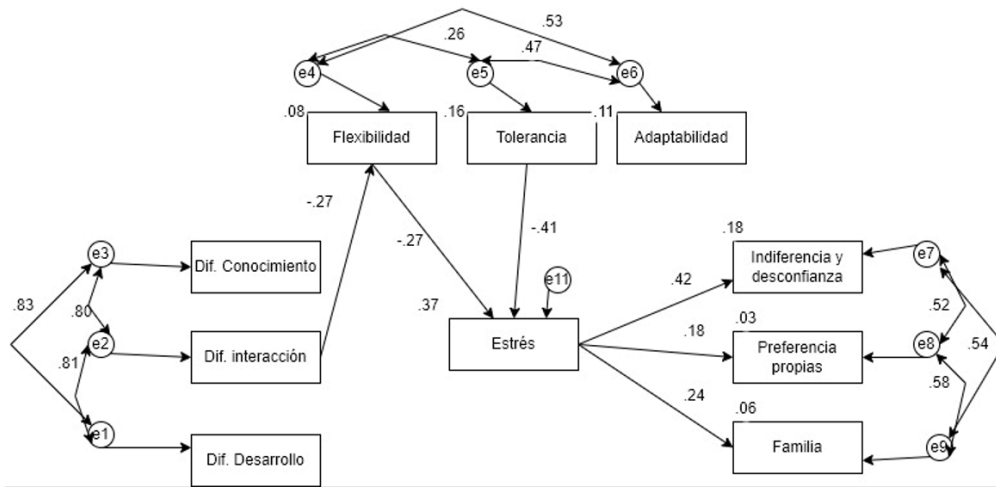 .53
.26
.47
e4
e5
e6
.08
.16
.11
Flexibilidad
Tolerancia
Adaptabilidad
-.27
-.27
-.41
.18
e3
Dif. Conocimiento
Indiferencia y
desconfianza
e7
.83
.80
.37
e11
.42
.52
e2
Dif. interacción
Estrés
.18
.03
Preferencia
propias
e8
.54
.81
.58
.24
.06
e1
Dif. Desarrollo
Familia
e9